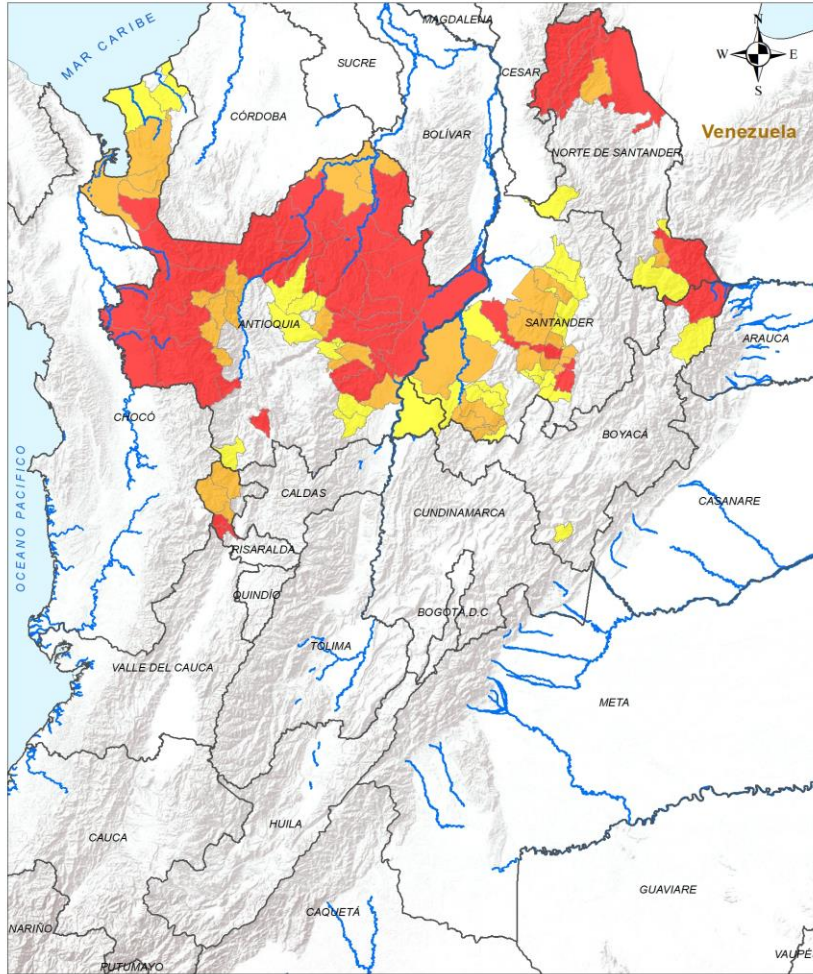 MAGDALENA
N
W E
S
MAR CARIBE
SUCRE
CESAR
CÓRDOBA
BOLÍVAR
Venezuela
NORTE DE SANTANDER
ANTIOQUIA
SANTANDER
ARAUCA
CHOCÓ
BOYACÁ
CALDAS
CUNDINAMARCA
CASANARE
OCEANO PACIFICO
RISARALDA
QUINDÍO
BOGOTÁ,D.C
TOLIMA
VALLE DEL CAUCA
META
HUILA
CAUCA
GUAVIARE
CAQUETÁ
NARIÑO
PUTUMAYO
VAUPÉ